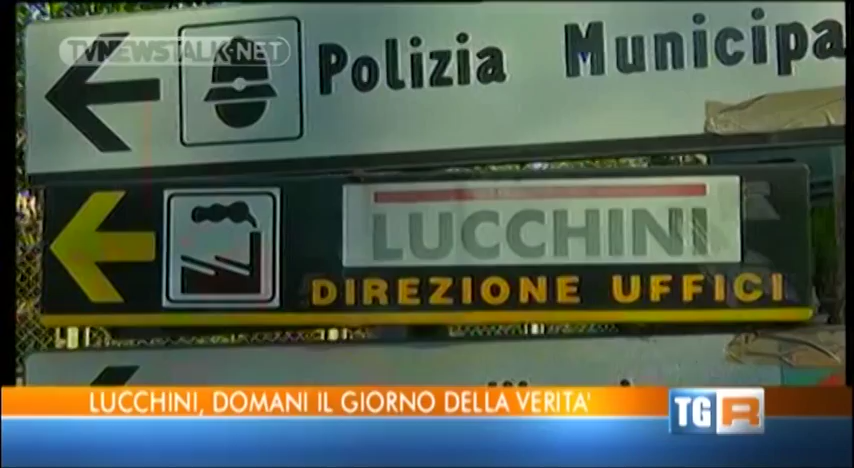 TVNEWSTALK.NET
Polizia Municipa
LUCCHINI
DIREZIONE UFFICI
LUCCHINI, DOMANI IL GIORNO DELLA VERITA'
TGR